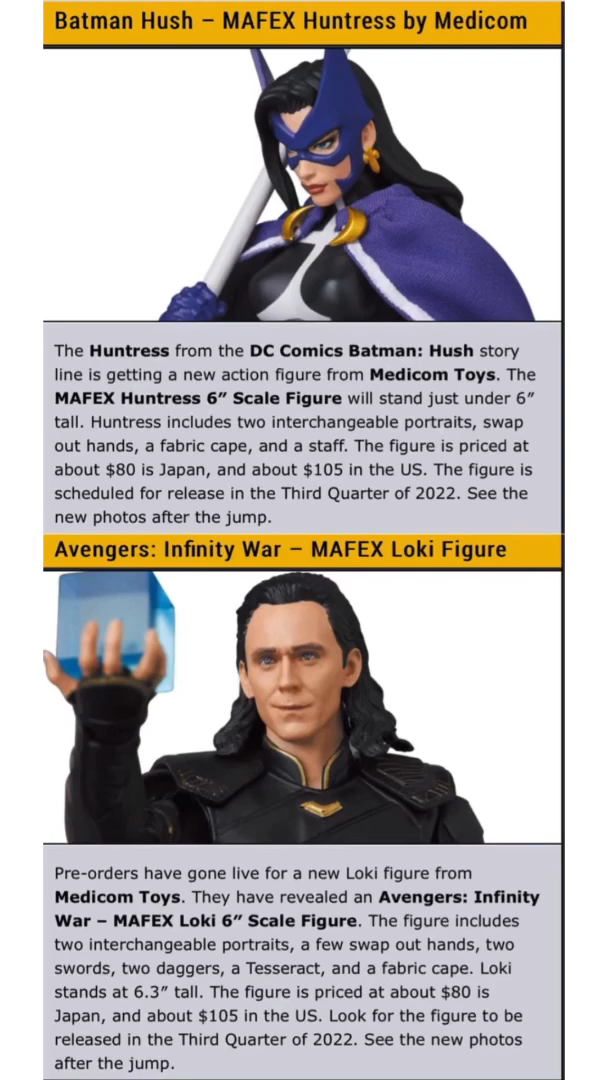 Batman Hush – MAFEX Huntress by Medicom
The Huntress from the DC Comics Batman: Hush story
line is getting a new action figure from Medicom Toys. The
MAFEX Huntress 6″ Scale Figure will stand just under 6″
tall. Huntress includes two interchangeable portraits, swap
out hands, a fabric cape, and a staff. The figure is priced at
about $80 is Japan, and about $105 in the US. The figure is
scheduled for release in the Third Quarter of 2022. See the
new photos after the jump.
Avengers: Infinity War – MAFEX Loki Figure
Pre-orders have gone live for a new Loki figure from
Medicom Toys. They have revealed an Avengers: Infinity
War – MAFEX Loki 6″ Scale Figure. The figure includes
two interchangeable portraits, a few swap out hands, two
swords, two daggers, a Tesseract, and a fabric cape. Loki
stands at 6.3″ tall. The figure is priced at about $80 is
Japan, and about $105 in the US. Look for the figure to be
released in the Third Quarter of 2022. See the new photos
after the jump.